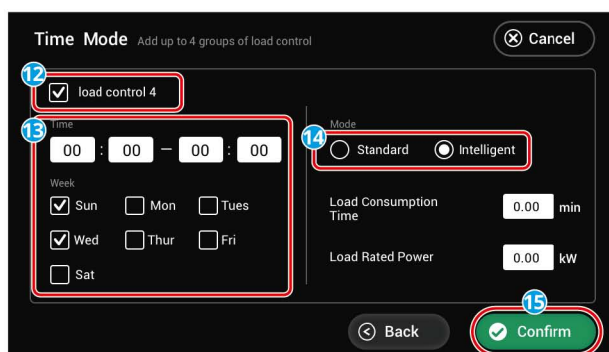 Time Mode Add up to 4 groups of load control
Cancel
12
load control 4
13
Time
00 : 00 – 00 : 00
Week
Sun Mon Tues
Wed Thur Fri
Sat
14
Mode
Standard Intelligent
Load Consumption
Time
0.00 min
Load Rated Power
0.00 kW
15
Back
Confirm